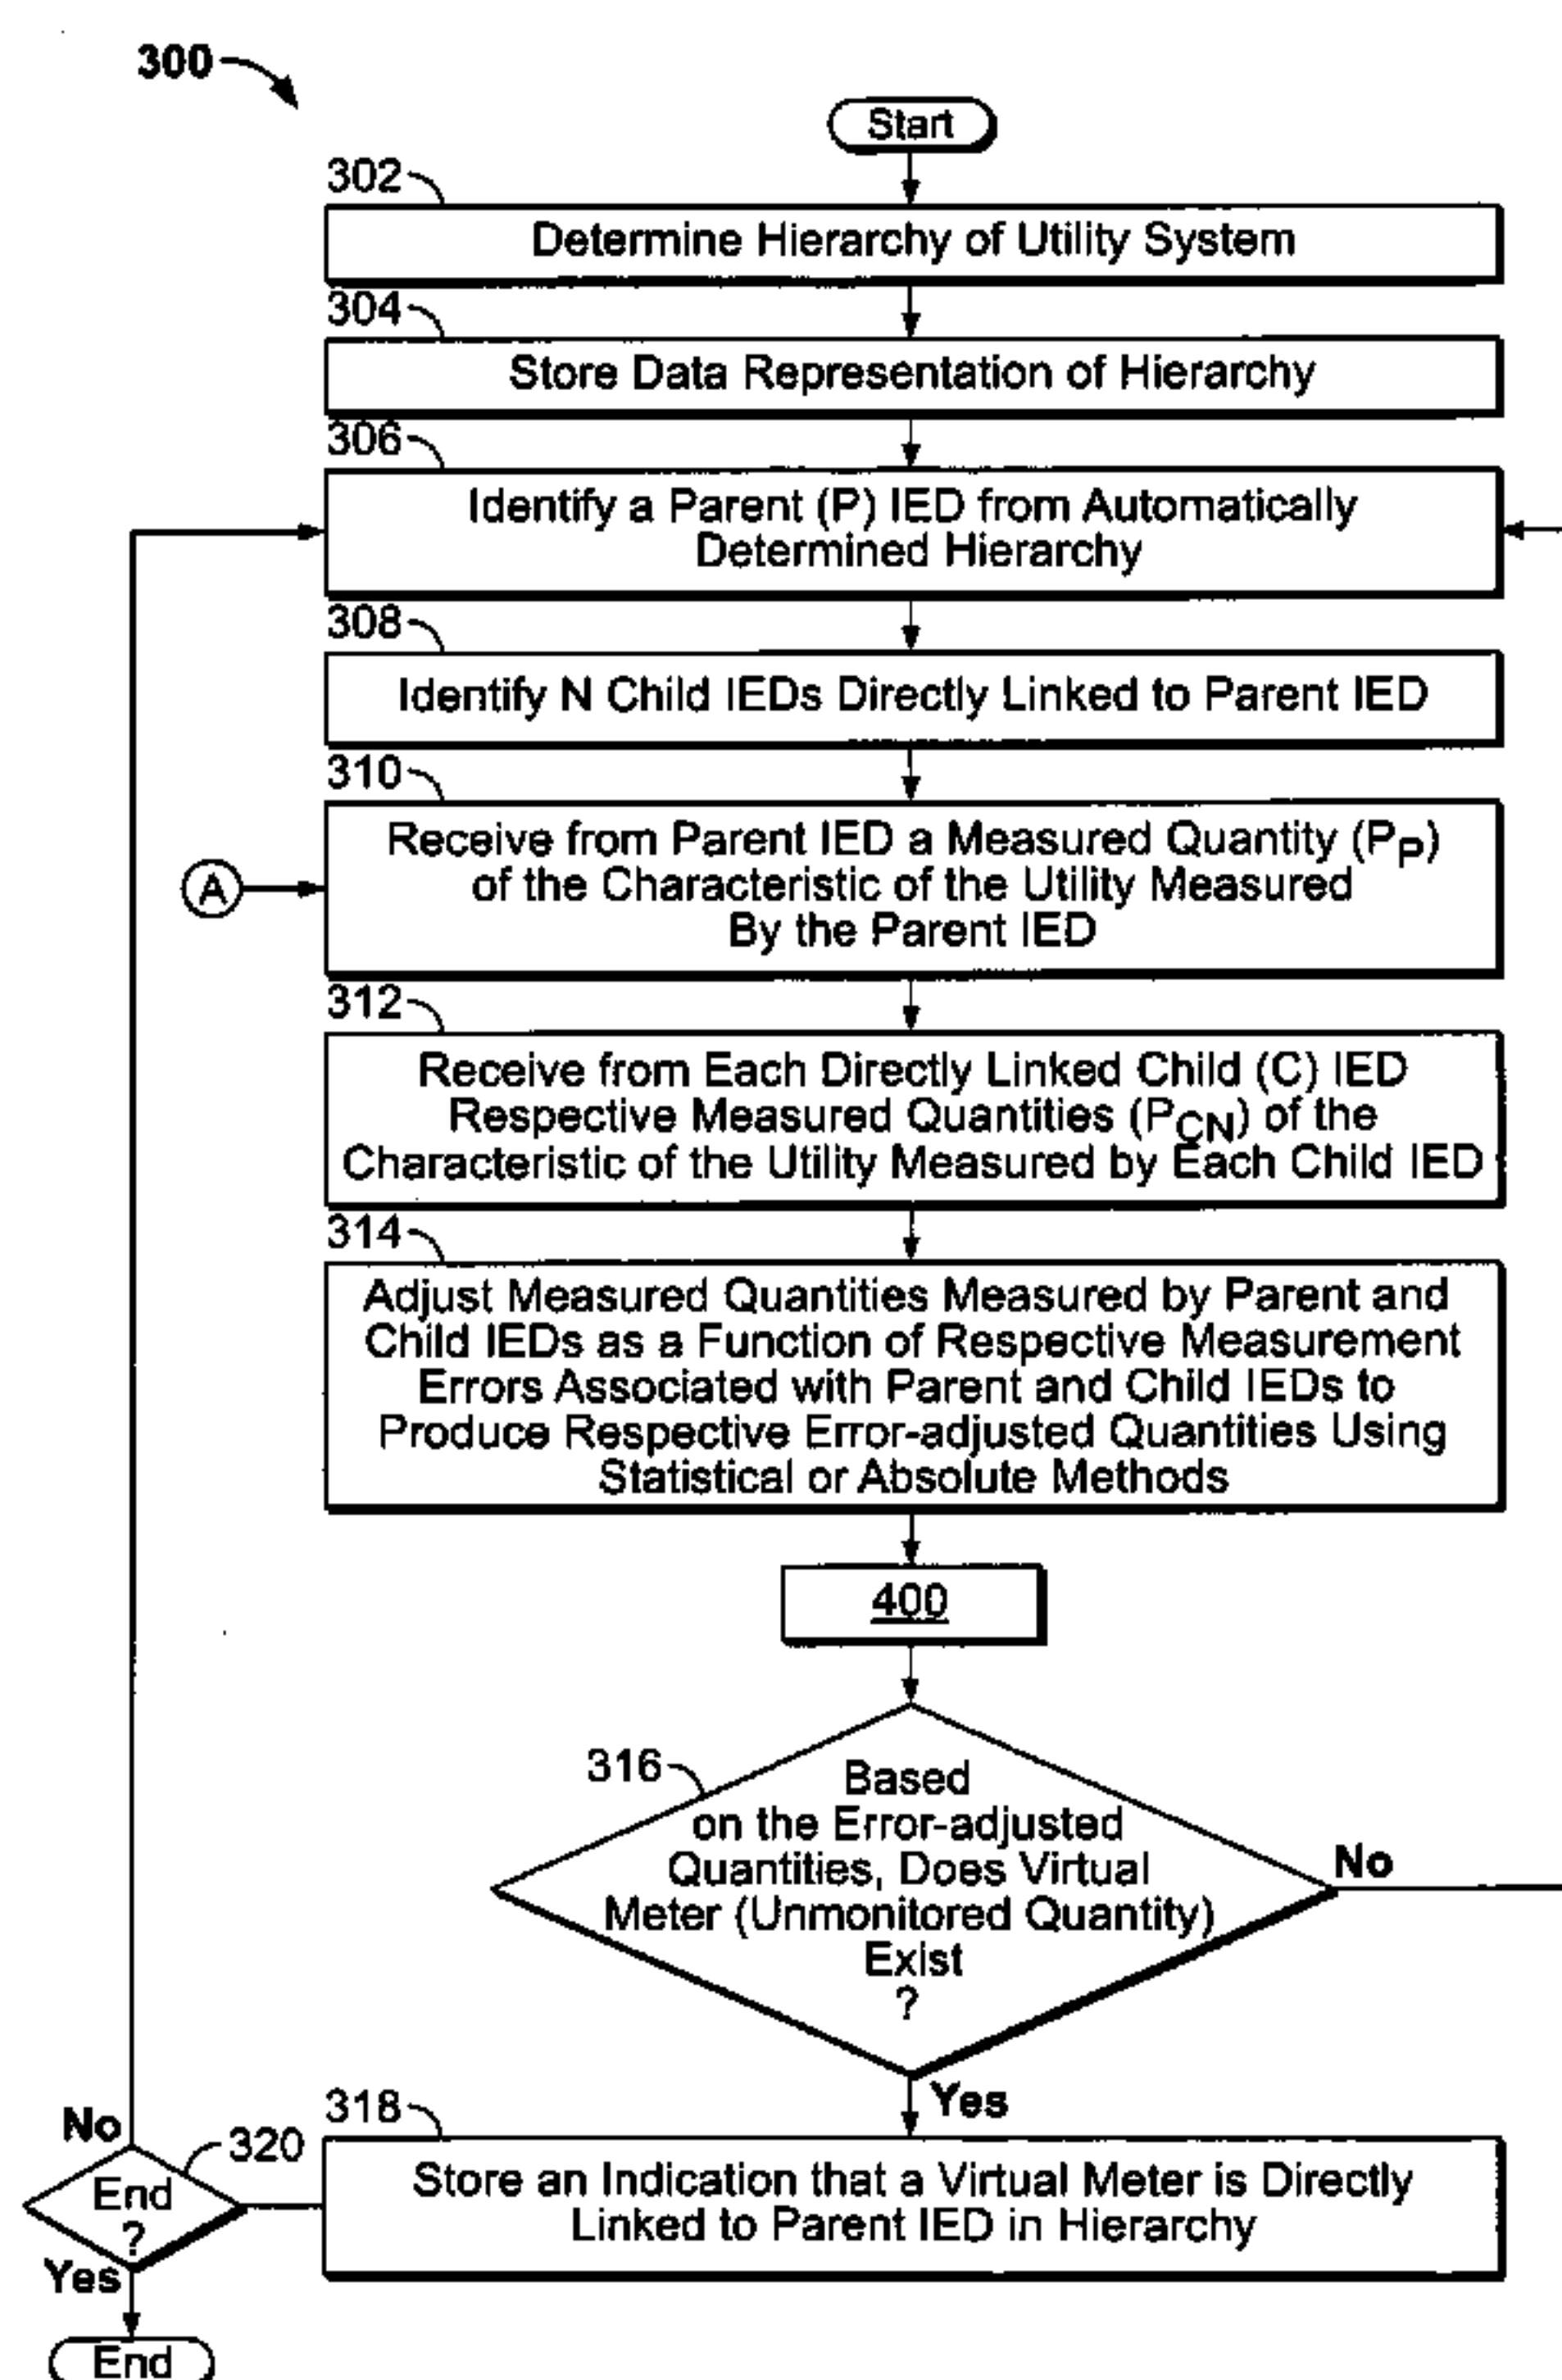 300
Start
302
Determine Hierarchy of Utility System
304
Store Data Representation of Hierarchy
306
Identify a Parent (P) IED from Automatically
Determined Hierarchy
308
Identify N Child IEDs Directly Linked to Parent IED
310
Receive from Parent IED a Measured Quantity (PP)
of the Characteristic of the Utility Measured
By the Parent IED
A
312
Receive from Each Directly Linked Child (C) IED
Respective Measured Quantities (PCN) of the
Characteristic of the Utility Measured by Each Child IED
314
Adjust Measured Quantities Measured by Parent and
Child IEDs as a Function of Respective Measurement
Errors Associated with Parent and Child IEDs to
Produce Respective Error-adjusted Quantities Using
Statistical or Absolute Methods
400
316
Based
on the Error-adjusted
Quantities, Does Virtual
Meter (Unmonitored Quantity)
Exist
?
No
Yes
318
Store an Indication that a Virtual Meter is Directly
Linked to Parent IED in Hierarchy
No
320
End
?
Yes
End